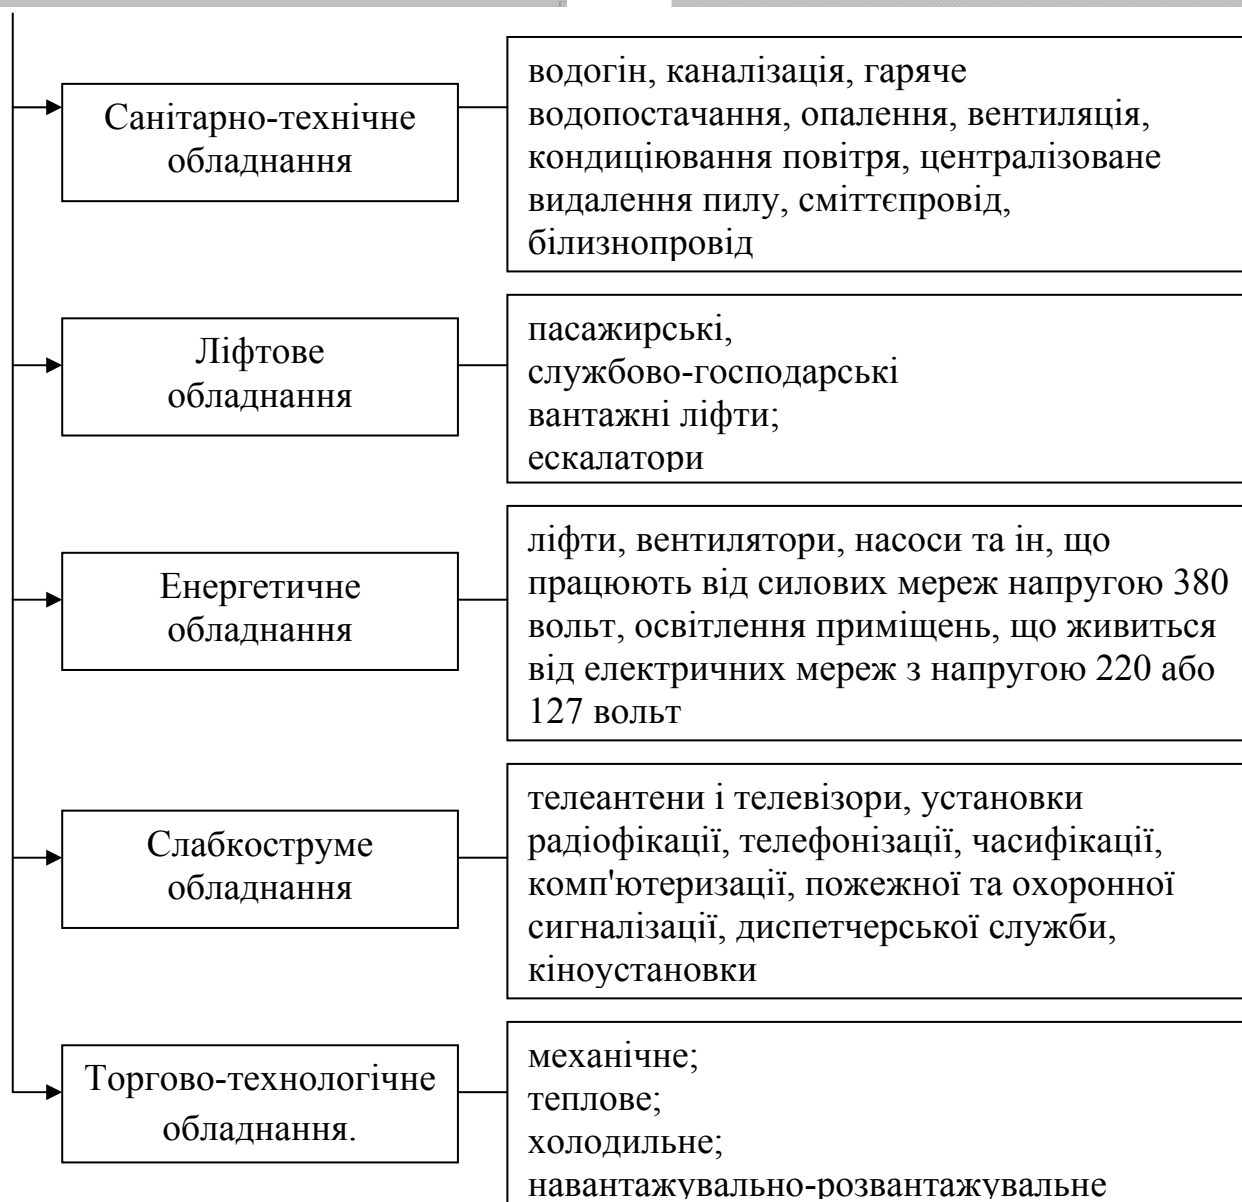 Санітарно-технічне
обладнання
водогін, каналізація, гаряче
водопостачання, опалення, вентиляція,
кондиціювання повітря, централізоване
видалення пилу, сміттєпровід,
білизнопровід
Ліфтове
обладнання
пасажирські,
службово-господарські
вантажні ліфти;
ескалатори
Енергетичне
обладнання
ліфти, вентилятори, насоси та ін, що
працюють від силових мереж напругою 380
вольт, освітлення приміщень, що живиться
від електричних мереж з напругою 220 або
127 вольт
Слабкоструме
обладнання
телеантени і телевізори, установки
радіофікації, телефонізації, часифікації,
комп'ютеризації, пожежної та охоронної
сигналізації, диспетчерської служби,
кіноустановки
Торгово-технологічне
обладнання.
механічне;
теплове;
холодильне;
навантажувально-розвантажувальне